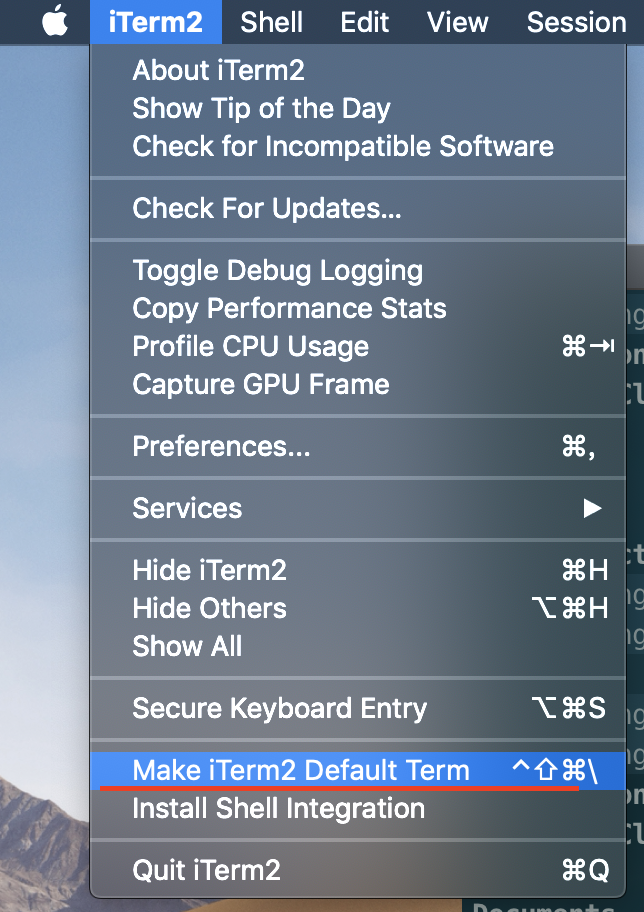 iTerm2 Shell Edit View Session
About iTerm2
Show Tip of the Day
Check for Incompatible Software
Check For Updates...
Toggle Debug Logging
Copy Performance Stats
Profile CPU Usage ⌘⇥
Capture GPU Frame
Preferences... ⌘,
Services ▶
Hide iTerm2 ⌘H
Hide Others ⌥⌘H
Show All
Secure Keyboard Entry ⌥⌘S
Make iTerm2 Default Term ^⇧⌘\
Install Shell Integration
Quit iTerm2 ⌘Q
Documents